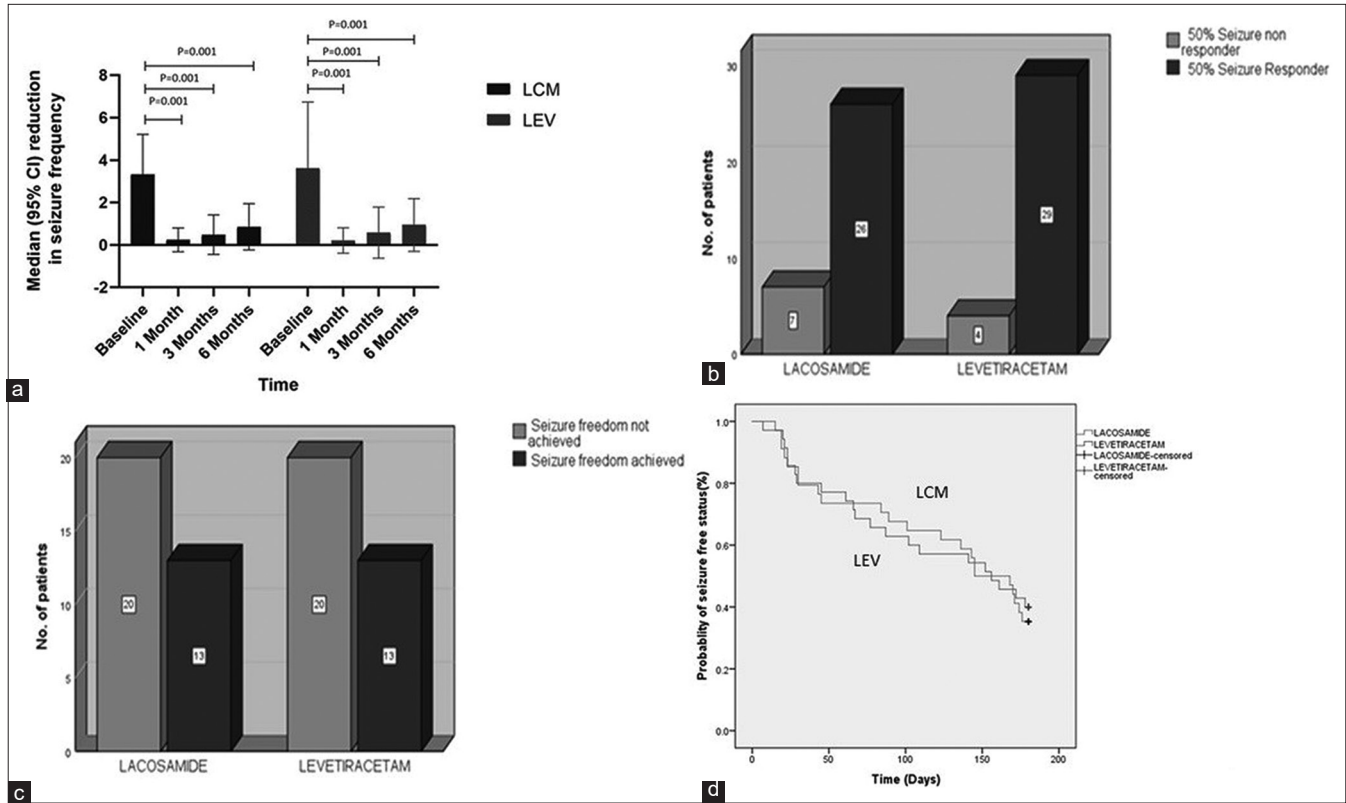 P=0.001
P=0.001
P=0.001
P=0.001
P=0.001
P=0.001
8
6
4
2
0
-2
Median (95% CI) reduction
in seizure frequency
LCM
LEV
Baseline
1 Month
3 Months
6 Months
Baseline
1 Month
3 Months
6 Months
Time
a
50% Seizure non
responder
50% Seizure Responder
30
20
10
0
No. of patients
7
26
4
29
LACOSAMIDE
LEVETIRACETAM
b
Seizure freedom not
achieved
Seizure freedom achieved
20
15
10
5
0
No. of patients
20
13
20
13
LACOSAMIDE
LEVETIRACETAM
c
1.0
0.8
0.6
0.4
0.2
0.0
Probablity of seizure free status(%)
LCM
LEV
LACOSAMIDE
LEVETIRACETAM
LACOSAMIDE-censored
LEVETIRACETAM-
censored
0
50
100
150
200
Time (Days)
d